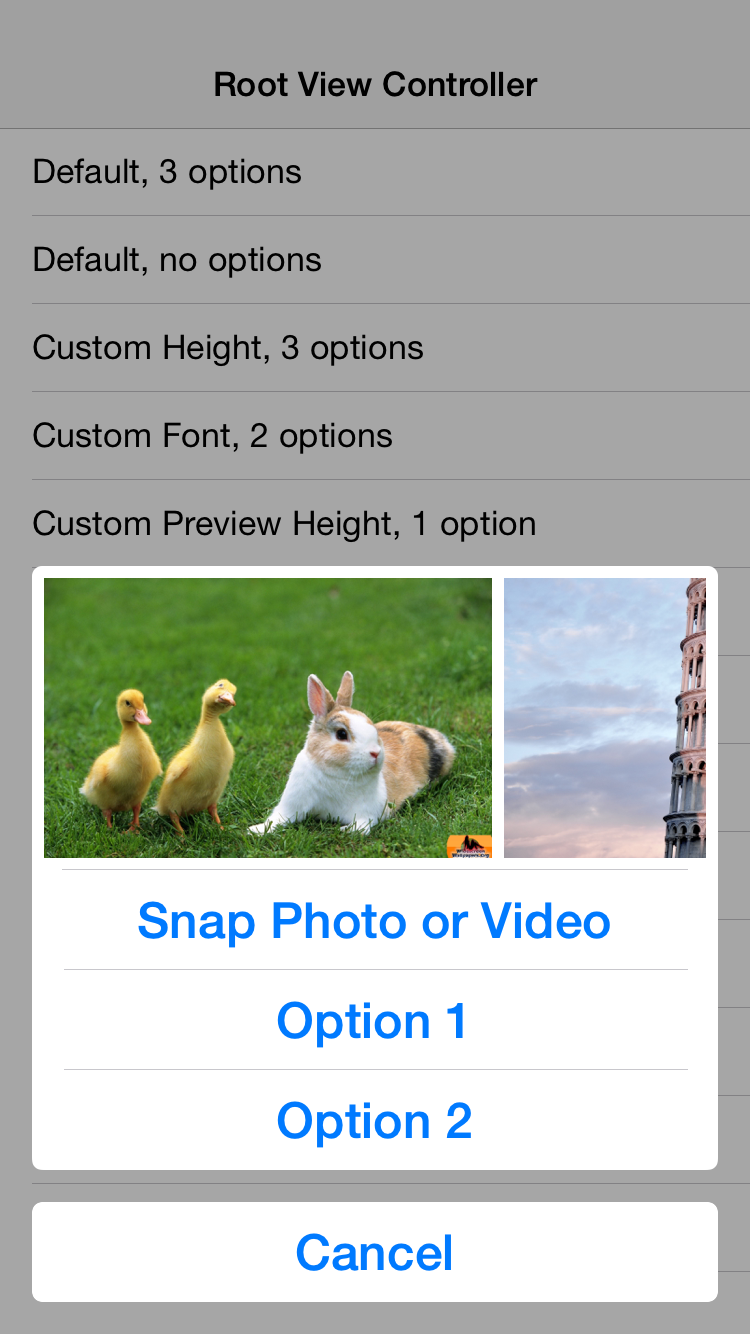 Root View Controller
Default, 3 options
Default, no options
Custom Height, 3 options
Custom Font, 2 options
Custom Preview Height, 1 option
Snap Photo or Video
Option 1
Option 2
Cancel